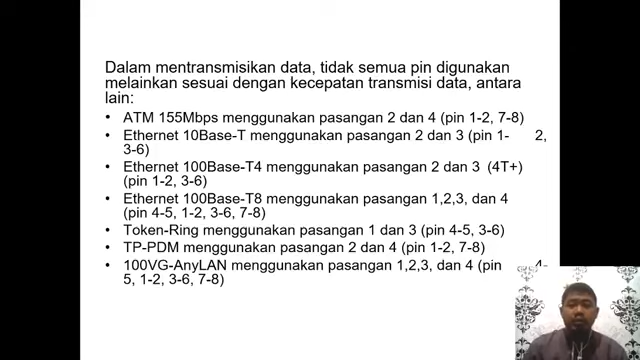 Dalam mentransmisikan data, tidak semua pin digunakan
melainkan sesuai dengan kecepatan transmisi data, antara
lain:
• ATM 155Mbps menggunakan pasangan 2 dan 4 (pin 1-2, 7-8)
• Ethernet 10Base-T menggunakan pasangan 2 dan 3 (pin 1- 2,
3-6)
• Ethernet 100Base-T4 menggunakan pasangan 2 dan 3 (4T+)
(pin 1-2, 3-6)
• Ethernet 100Base-T8 menggunakan pasangan 1,2,3, dan 4
(pin 4-5, 1-2, 3-6, 7-8)
• Token-Ring menggunakan pasangan 1 dan 3 (pin 4-5, 3-6)
• TP-PDM menggunakan pasangan 2 dan 4 (pin 1-2, 7-8)
• 100VG-AnyLAN menggunakan pasangan 1,2,3, dan 4 (pin 4-
5, 1-2, 3-6, 7-8)